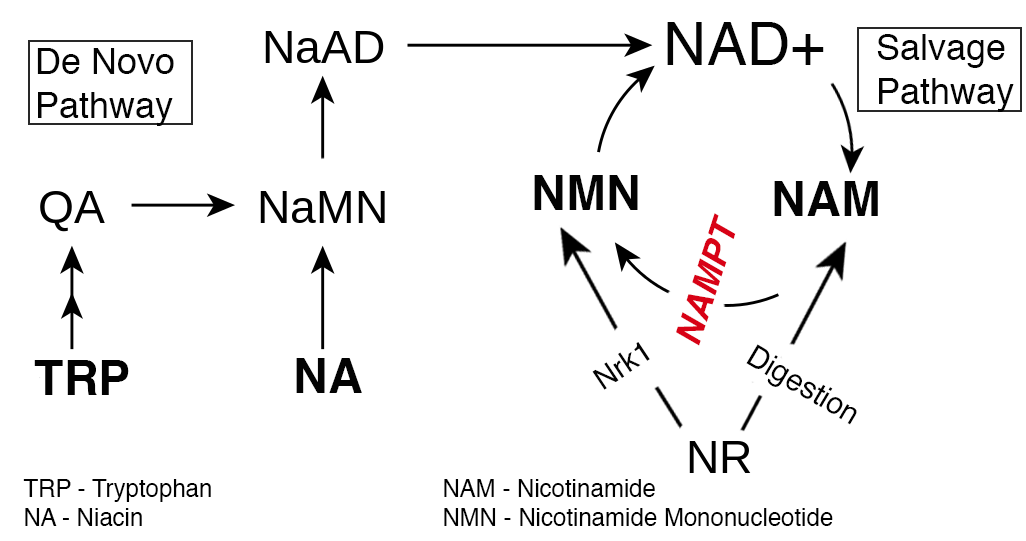 De Novo
Pathway
NaAD
NAD+
Salvage
Pathway
QA
NaMN
NMN
NAM
NAMPT
TRP
NA
Nrk1
Digestion
NR
TRP - Tryptophan
NA - Niacin
NAM - Nicotinamide
NMN - Nicotinamide Mononucleotide